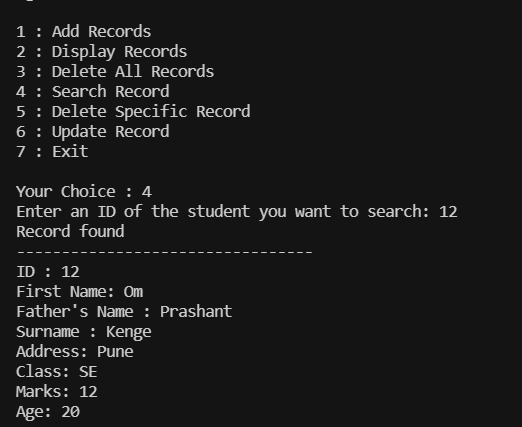 1 : Add Records
2 : Display Records
3 : Delete All Records
4 : Search Record
5 : Delete Specific Record
6 : Update Record
7 : Exit
Your Choice : 4
Enter an ID of the student you want to search: 12
Record found
---------------------------------
ID : 12
First Name: Om
Father's Name : Prashant
Surname : Kenge
Address: Pune
Class: SE
Marks: 12
Age: 20